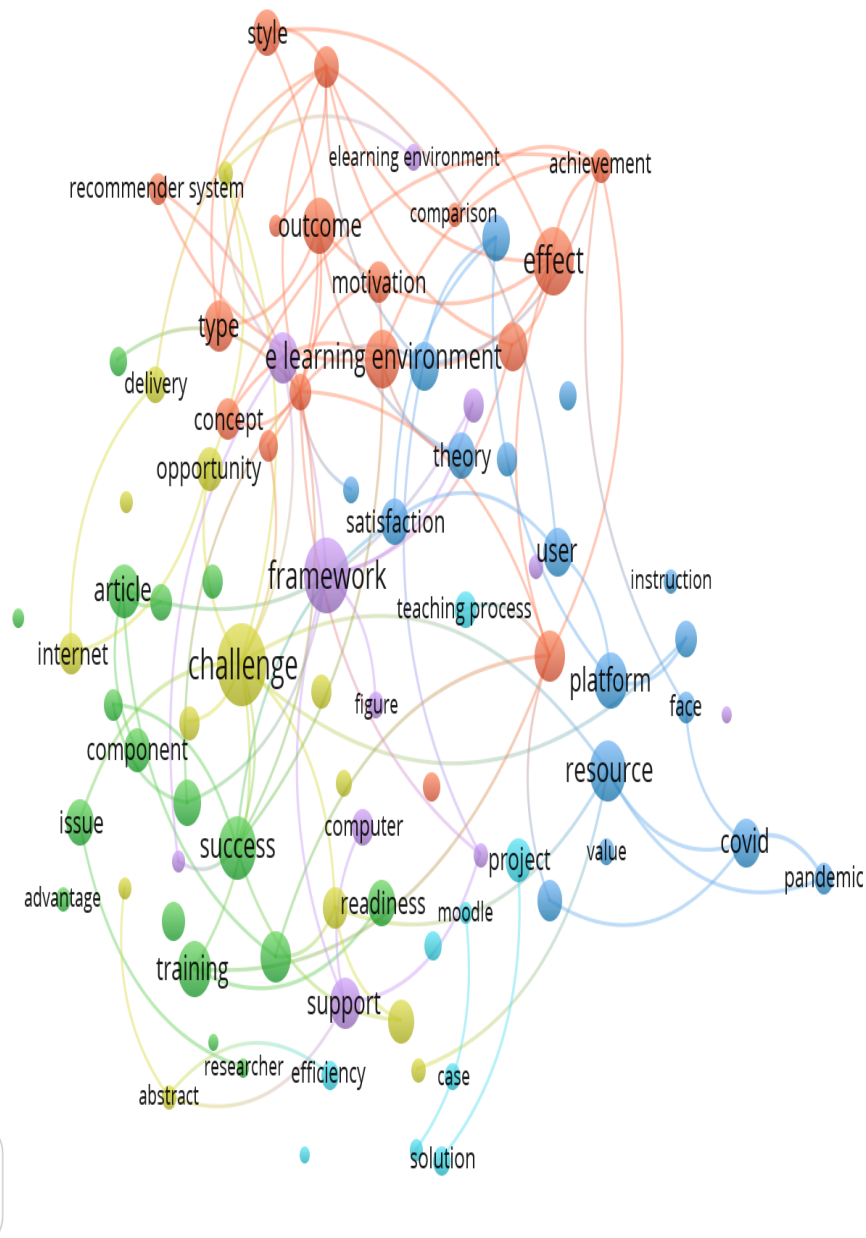 style
elearning environment
achievement
recommender system
comparison
outcome
effect
motivation
type
e learning environment
delivery
concept
theory
opportunity
satisfaction
user
framework
instruction
article
teaching process
internet
challenge
platform
figure
face
component
resource
issue
computer
success
covid
value
project
pandemic
advantage
readiness
moodle
training
support
researcher
efficiency
case
abstract
solution